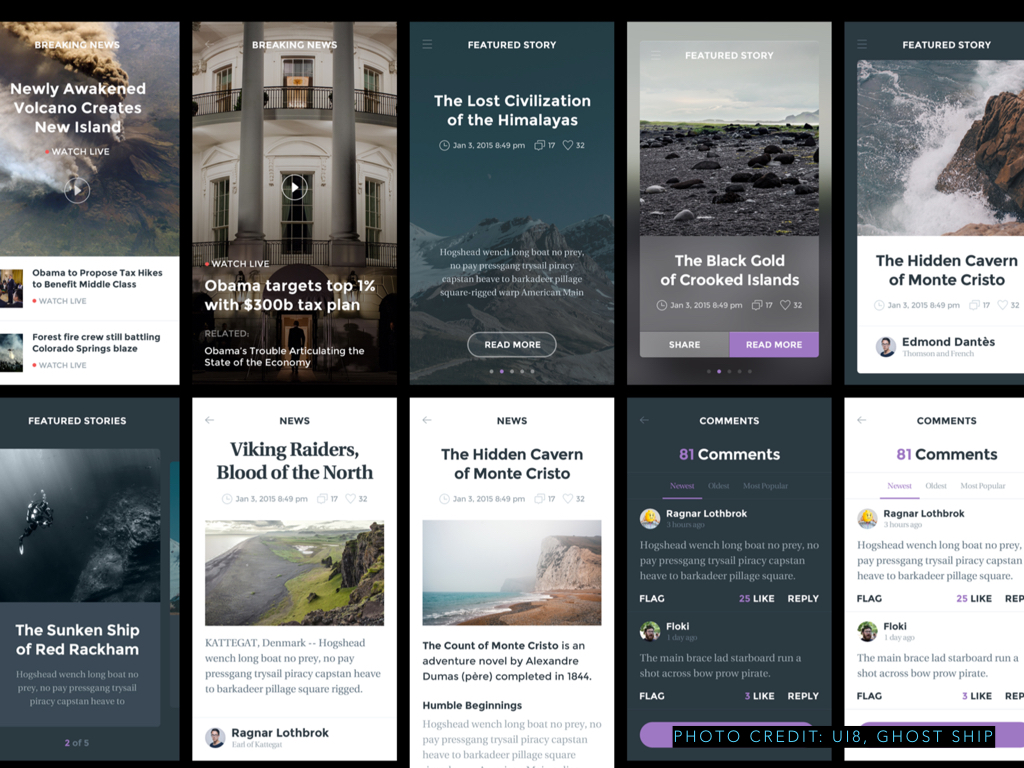 BREAKING NEWS
Newly Awakened
Volcano Creates
New Island
WATCH LIVE
Obama to Propose Tax Hikes
to Benefit Middle Class
WATCH LIVE
Forest fire crew still battling
Colorado Springs blaze
WATCH LIVE
BREAKING NEWS
WATCH LIVE
Obama targets top 1%
with $300b tax plan
RELATED:
Obama's Trouble Articulating the
State of the Economy
FEATURED STORY
The Lost Civilization
of the Himalayas
Jan 3, 2015 8:49 pm 17 32
Hogshead wench long boat no prey,
no pay pressgang trysail piracy
capstan heave to barkadeer pillage
square-rigged warp American Main
READ MORE
FEATURED STORY
The Black Gold
of Crooked Islands
Jan 3, 2015 8:49 pm 17 32
SHARE READ MORE
FEATURED STORY
The Hidden Cavern
of Monte Cristo
Jan 3, 2015 8:49 pm 17 32
Edmond Dantès
Thomson and French
FEATURED STORIES
The Sunken Ship
of Red Rackham
Hogshead wench long boat no
prey, no pay pressgang trysail
piracy capstan heave to
2 of 5
NEWS
Viking Raiders,
Blood of the North
Jan 3, 2015 8:49 pm 17 32
KATTEGAT, Denmark -- Hogshead
wench long boat no prey, no pay
pressgang trysail piracy capstan heave
to barkadeer pillage square rigged.
Ragnar Lothbrok
Earl of Kattegat
NEWS
The Hidden Cavern
of Monte Cristo
Jan 3, 2015 8:49 pm 17 32
The Count of Monte Cristo is an
adventure novel by Alexandre
Dumas (père) completed in 1844.
Humble Beginnings
Hogshead wench long boat no prey, no
pay pressgang trysail piracy capstan
heave to barkadeer pillage square
COMMENTS
81 Comments
Newest Oldest Most Popular
Ragnar Lothbrok
3 hours ago
Hogshead wench long boat no prey, no
pay pressgang trysail piracy capstan
heave to barkadeer pillage square.
FLAG 25 LIKE REPLY
Floki
1 day ago
The main brace lad starboard run a
shot across bow prow pirate.
FLAG 3 LIKE REPLY
COMMENTS
81 Comments
Newest Oldest Most Popular
Ragnar Lothbrok
3 hours ago
Hogshead wench long boat no prey,
pay pressgang trysail piracy capstan
heave to barkadeer pillage square.
FLAG 25 LIKE REP
Floki
1 day ago
The main brace lad starboard run a
shot across bow prow pirate.
FLAG 3 LIKE REP
PHOTO CREDIT: UI8, GHOST SHIP